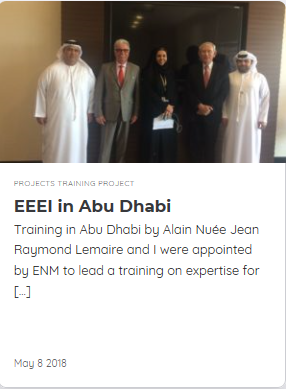 PROJECTS TRAINING PROJECT
EEEI in Abu Dhabi
Training in Abu Dhabi by Alain Nuée Jean
Raymond Lemaire and I were appointed
by ENM to lead a training on expertise for
[...]
May 8 2018